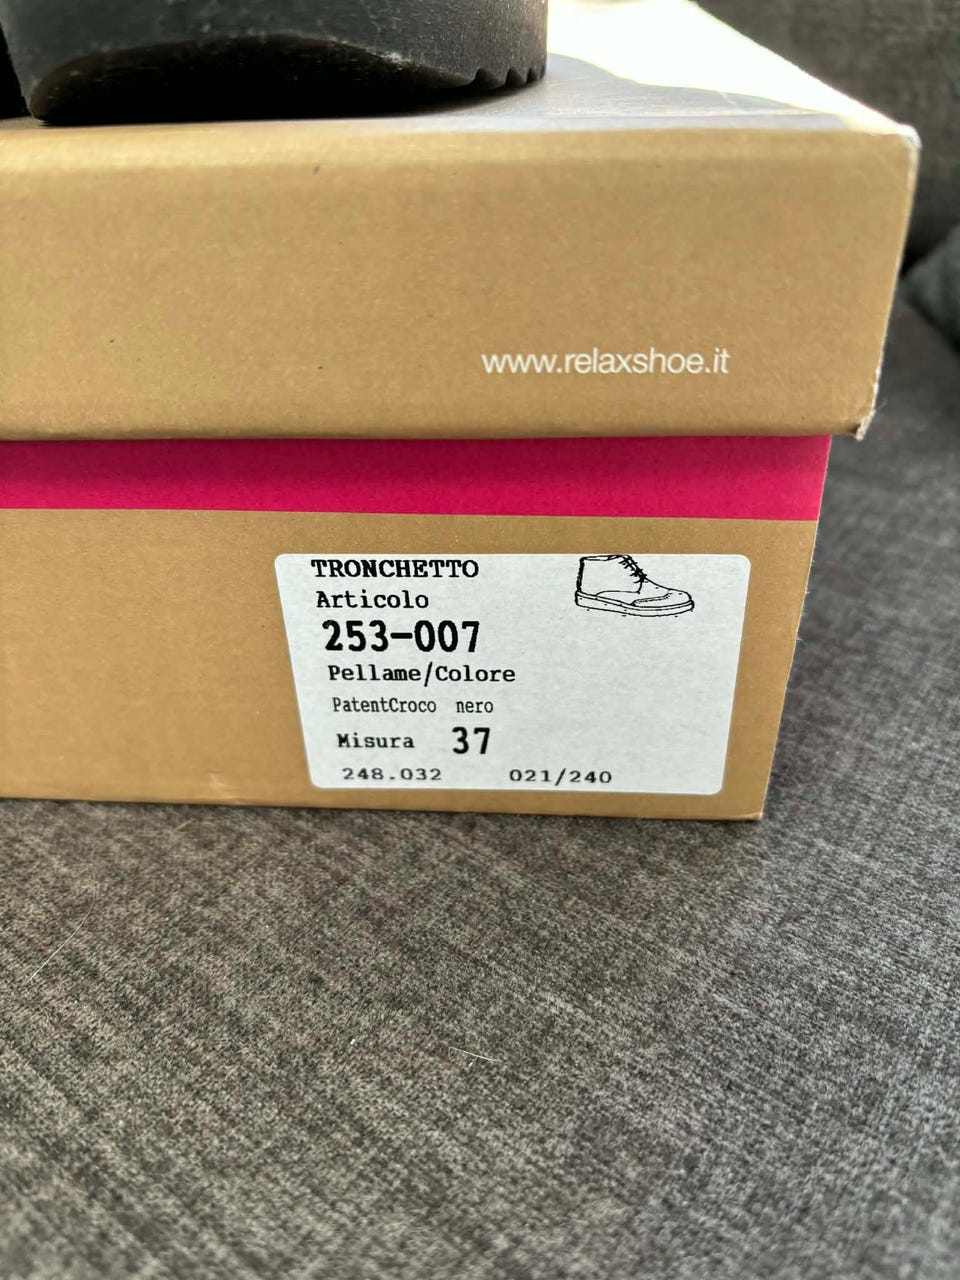 www.relaxshoe.it
TRONCHETTO
Articolo
253-007
Pellame/Colore
PatentCroco nero
Misura 37
248.032 021/240